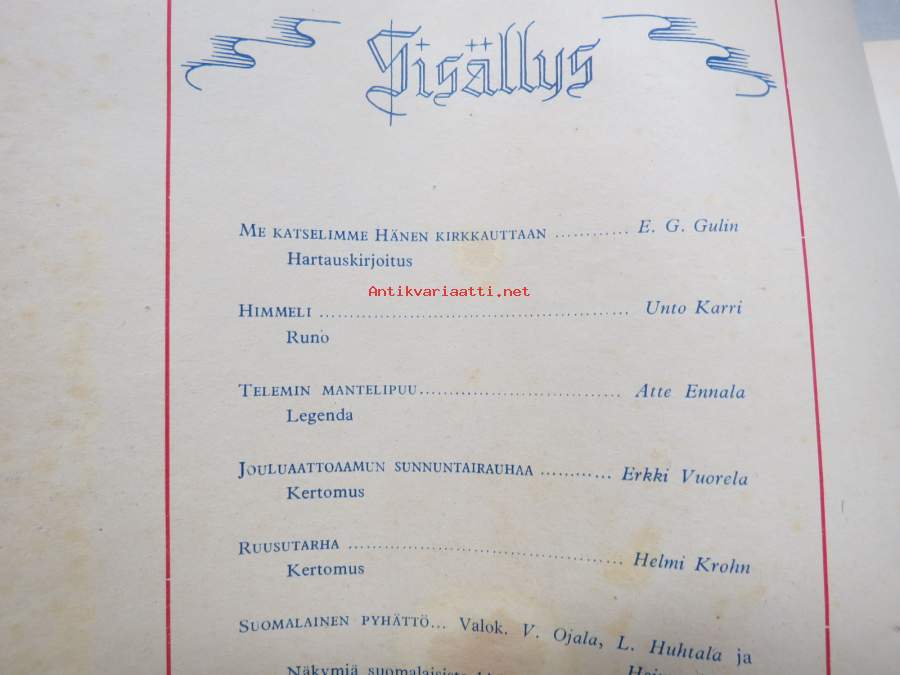 Sisällys
ME KATSELIMME HÄNEN KIRKKAUTTAAN ............ E. G. Gulin
Hartauskirjoitus
Antikvariaatti.net
HIMMELI .................................................... Unto Karri
Runo
TELEMIN MANTELIPUU.................................. Atte Ennala
Legenda
JOULUAATTOAAMUN SUNNUNTAIRAUHAA ............ Erkki Vuorela
Kertomus
RUUSUTARHA ............................................... Helmi Krohn
Kertomus
SUOMALAINEN PYHÄTTÖ... Valok. V. Ojala, L. Huhtala ja
Näkymiä